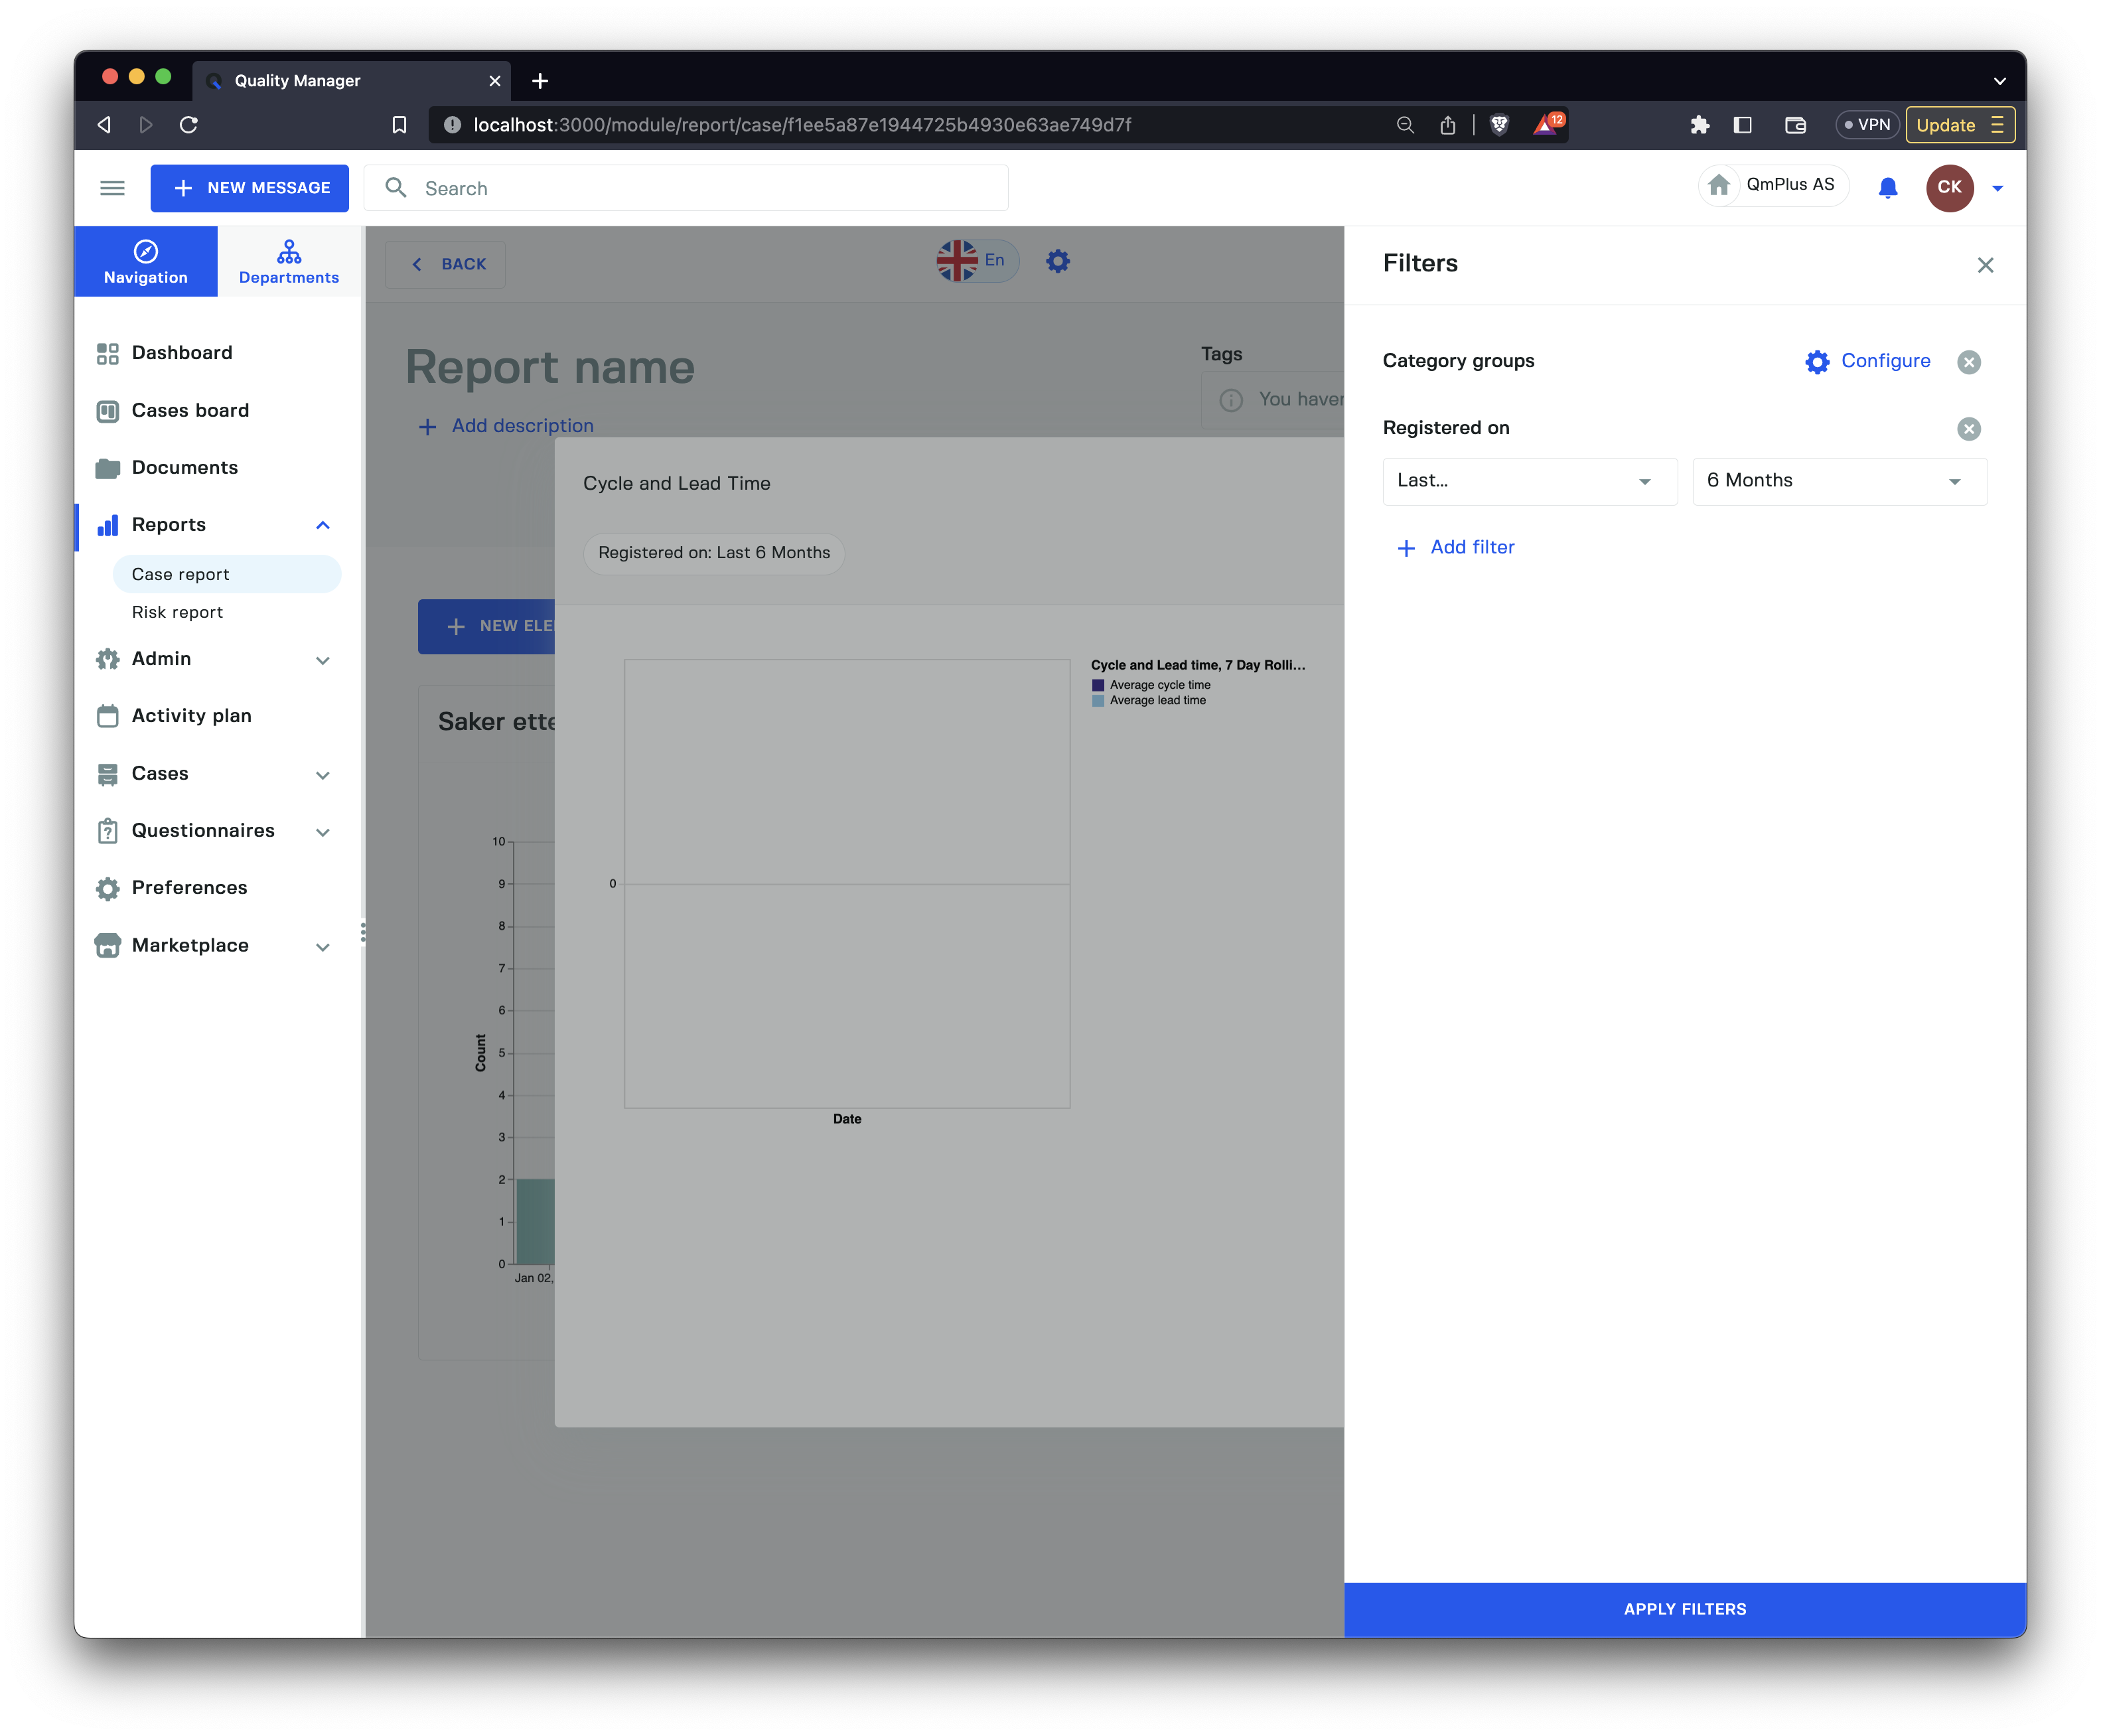 Quality Manager
localhost:3000/module/report/case/f1ee5a87e1944725b4930e63ae749d7f
12
VPN
Update
NEW MESSAGE
Search
QmPlus AS
CK
Navigation
Departments
Dashboard
Cases board
Documents
Reports
Case report
Risk report
Admin
Activity plan
Cases
Questionnaires
Preferences
Marketplace
BACK
En
Report name
Add description
Tags
You haven
NEW ELE
Saker ette
10
9
8
7
6
5
4
3
2
1
0
Count
Jan 02,
Cycle and Lead Time
Registered on: Last 6 Months
0
Date
Cycle and Lead time, 7 Day Rolli...
Average cycle time
Average lead time
Filters
Category groups
Configure
Registered on
Last...
6 Months
Add filter
APPLY FILTERS